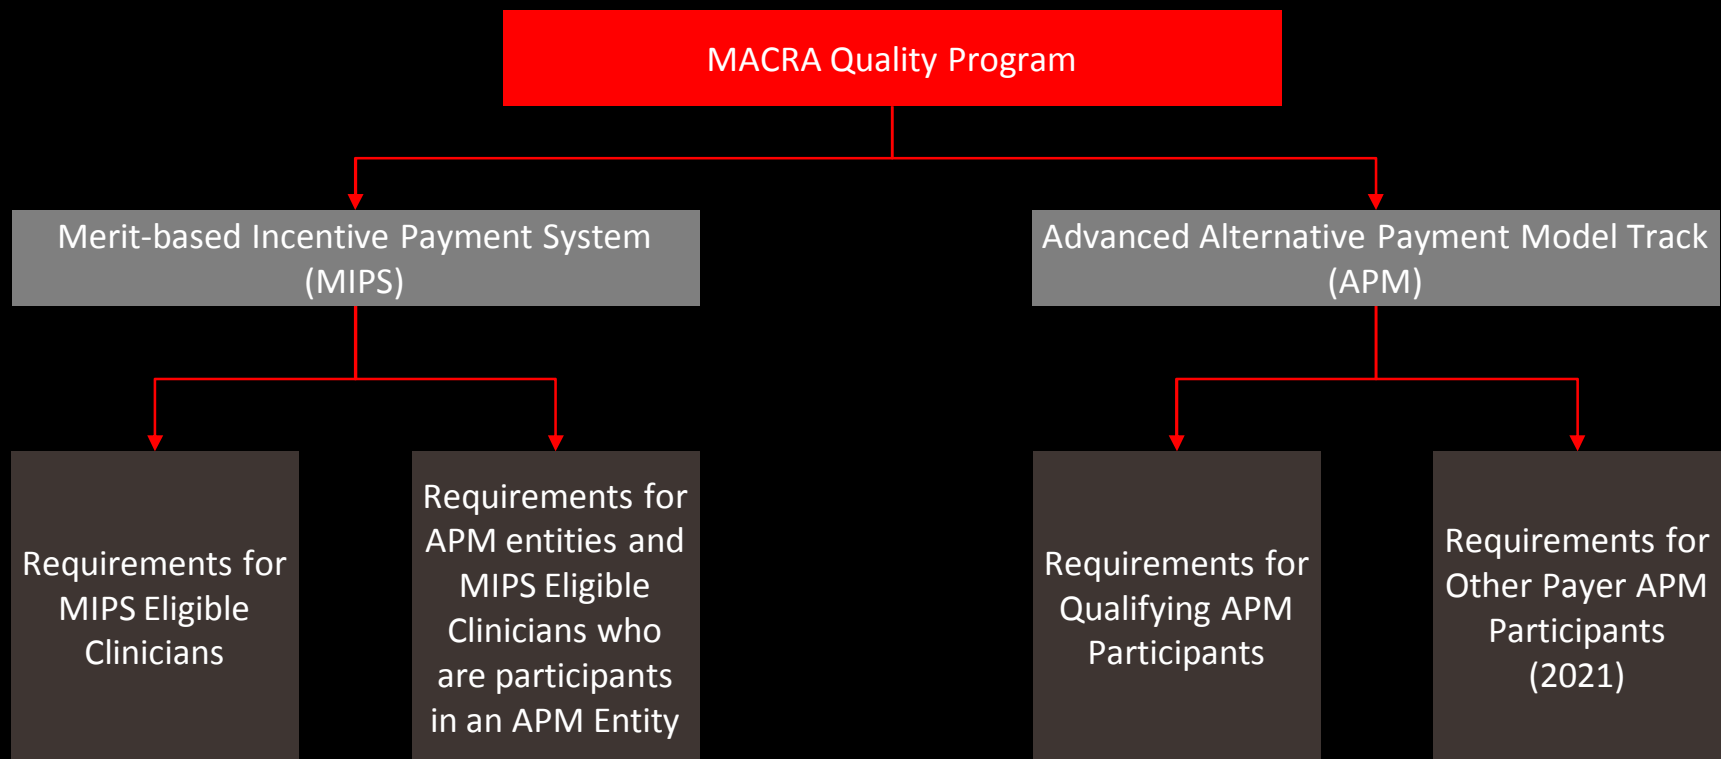 MACRA Quality Program
Merit-based Incentive Payment System
(MIPS)
Advanced Alternative Payment Model Track
(APM)
Requirements for
MIPS Eligible
Clinicians
Requirements for
APM entities and
MIPS Eligible
Clinicians who
are participants
in an APM Entity
Requirements for
Qualifying APM
Participants
Requirements for
Other Payer APM
Participants
(2021)